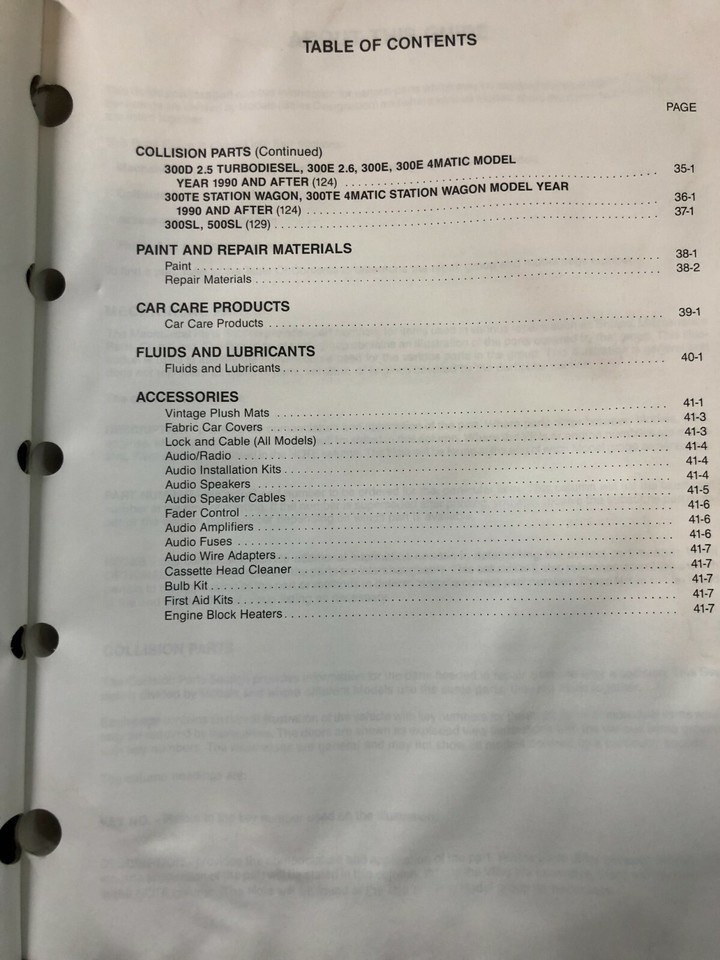 TABLE OF CONTENTS
PAGE
COLLISION PARTS (Continued)
300D 2.5 TURBODIESEL, 300E 2.6, 300E, 300E 4MATIC MODEL
YEAR 1990 AND AFTER (124) . . . . . . . . . . 35-1
300TE STATION WAGON, 300TE 4MATIC STATION WAGON MODEL YEAR
1990 AND AFTER (124) . . . . . . . . . . 36-1
300SL, 500SL (129) . . . . . . . . . . 37-1
PAINT AND REPAIR MATERIALS
Paint . . . . . . . . . . 38-1
Repair Materials . . . . . . . . . . 38-2
CAR CARE PRODUCTS
Car Care Products . . . . . . . . . . 39-1
FLUIDS AND LUBRICANTS
Fluids and Lubricants . . . . . . . . . . 40-1
ACCESSORIES
Vintage Plush Mats . . . . . . . . . . 41-1
Fabric Car Covers . . . . . . . . . . 41-3
Lock and Cable (All Models) . . . . . . . . . . 41-3
Audio/Radio . . . . . . . . . . 41-4
Audio Installation Kits . . . . . . . . . . 41-4
Audio Speakers . . . . . . . . . . 41-4
Audio Speaker Cables . . . . . . . . . . 41-5
Fader Control . . . . . . . . . . 41-6
Audio Amplifiers . . . . . . . . . . 41-6
Audio Fuses . . . . . . . . . . 41-6
Audio Wire Adapters . . . . . . . . . . 41-7
Cassette Head Cleaner . . . . . . . . . . 41-7
Bulb Kit . . . . . . . . . . 41-7
First Aid Kits . . . . . . . . . . 41-7
Engine Block Heaters . . . . . . . . . . 41-7
COLLISION PARTS